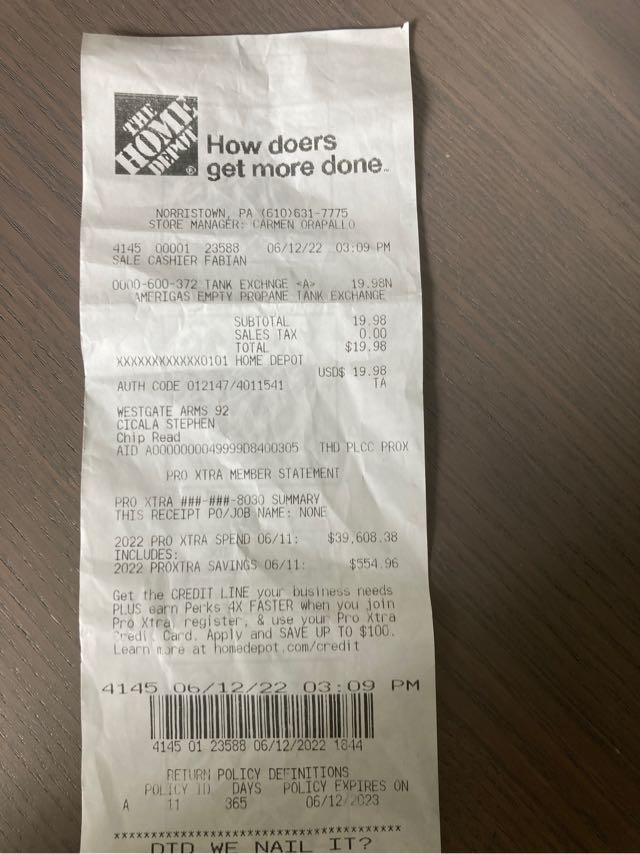 THE
HOME
DEPOT
®
How doers
get more done™
NORRISTOWN, PA (610)631-7775
STORE MANAGER: CARMEN ORAPALLO
4145 00001 23588 06/12/22 03:09 PM
SALE CASHIER FABIAN
0000-600-372 TANK EXCHNGE <A> 19.98N
AMERIGAS EMPTY PROPANE TANK EXCHANGE
SUBTOTAL 19.98
SALES TAX 0.00
TOTAL $19.98
XXXXXXXXXXXX0101 HOME DEPOT
USD$ 19.98
AUTH CODE 012147/4011541 TA
WESTGATE ARMS 92
CICALA STEPHEN
Chip Read
AID A0000000049999D8400305 THD PLCC PROX
PRO XTRA MEMBER STATEMENT
PRO XTRA ###-###-8030 SUMMARY
THIS RECEIPT PO/JOB NAME: NONE
2022 PRO XTRA SPEND 06/11: $39,608.38
INCLUDES:
2022 PROXTRA SAVINGS 06/11: $554.96
Get the CREDIT LINE your business needs
PLUS earn Perks 4X FASTER when you join
Pro Xtra, register, & use your Pro Xtra
Credit Card. Apply and SAVE UP TO $100.
Learn more at homedepot.com/credit
4145 06/12/22 03:09 PM
4145 01 23588 06/12/2022 1844
RETURN POLICY DEFINITIONS
POLICY ID DAYS POLICY EXPIRES ON
A 11 365 06/12/2023
****************************************
DID WE NAIL IT?